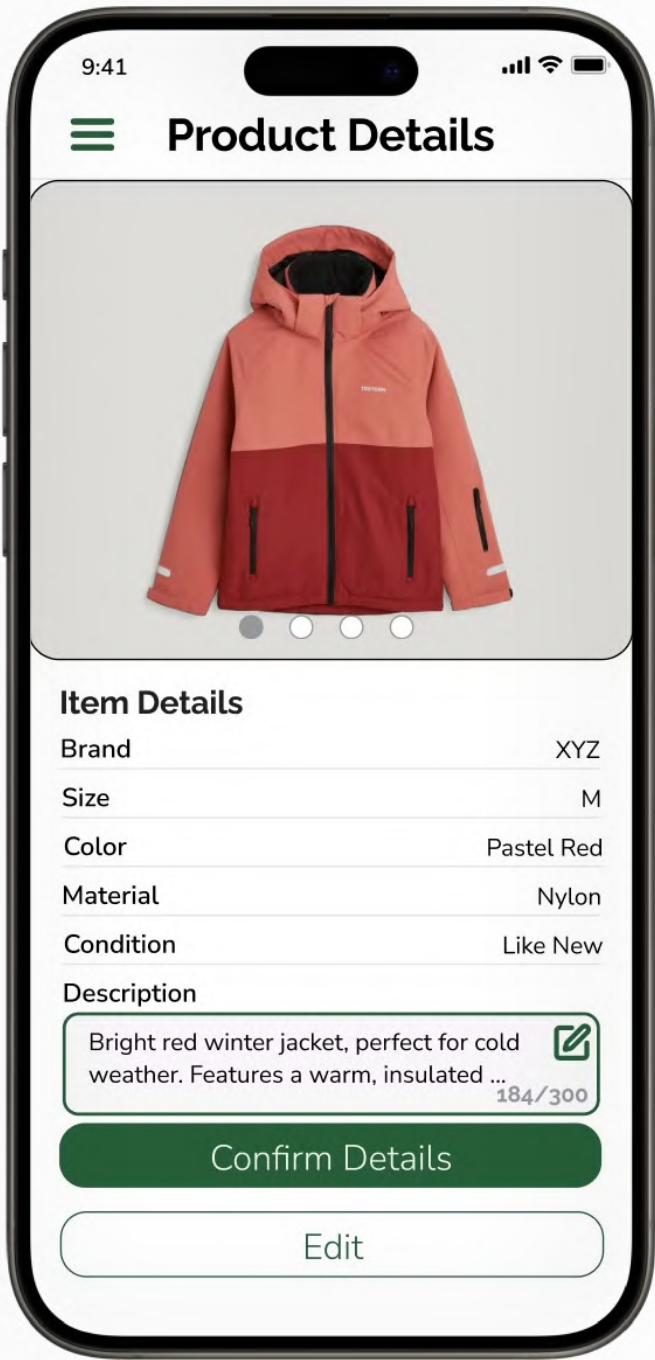 9:41
Product Details
Item Details
Brand XYZ
Size M
Color Pastel Red
Material Nylon
Condition Like New
Description
Bright red winter jacket, perfect for cold
weather. Features a warm, insulated ...
184/300
Confirm Details
Edit